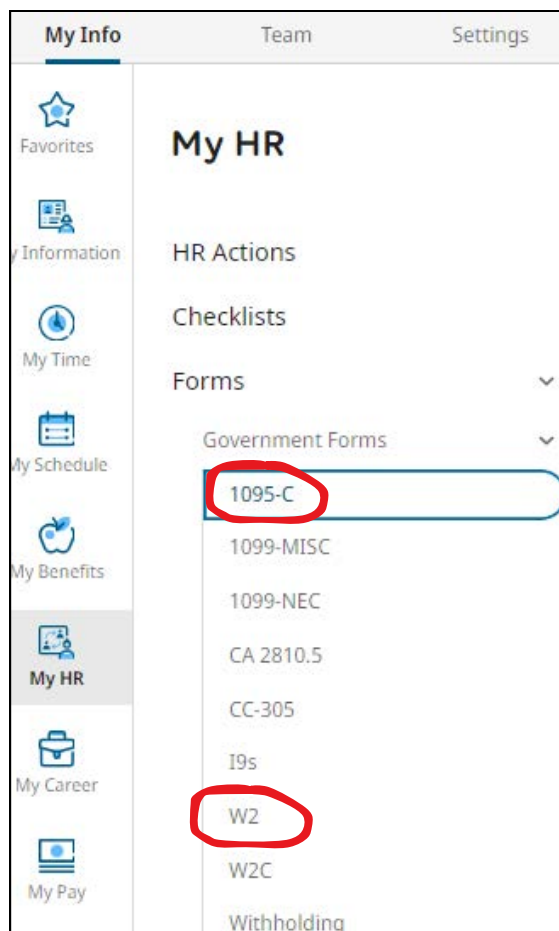 My Info
Team
Settings
Favorites
y Information
My Time
My Schedule
My Benefits
My HR
My Career
My Pay
My HR
HR Actions
Checklists
Forms
Government Forms
1095-C
1099-MISC
1099-NEC
CA 2810.5
CC-305
I9s
W2
W2C
Withholding